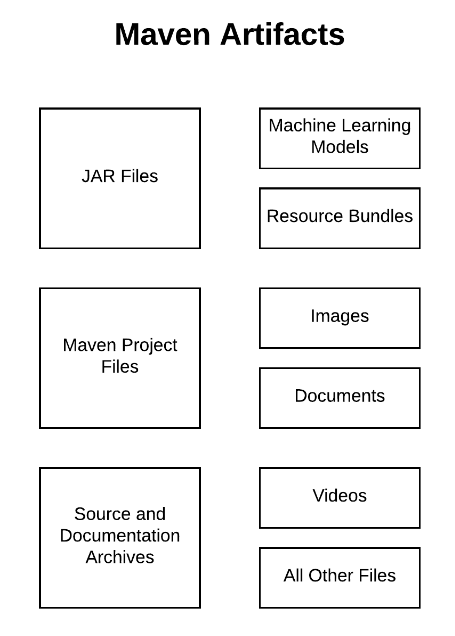 Maven Artifacts
JAR Files
Machine Learning
Models
Resource Bundles
Maven Project
Files
Images
Documents
Source and
Documentation
Archives
Videos
All Other Files